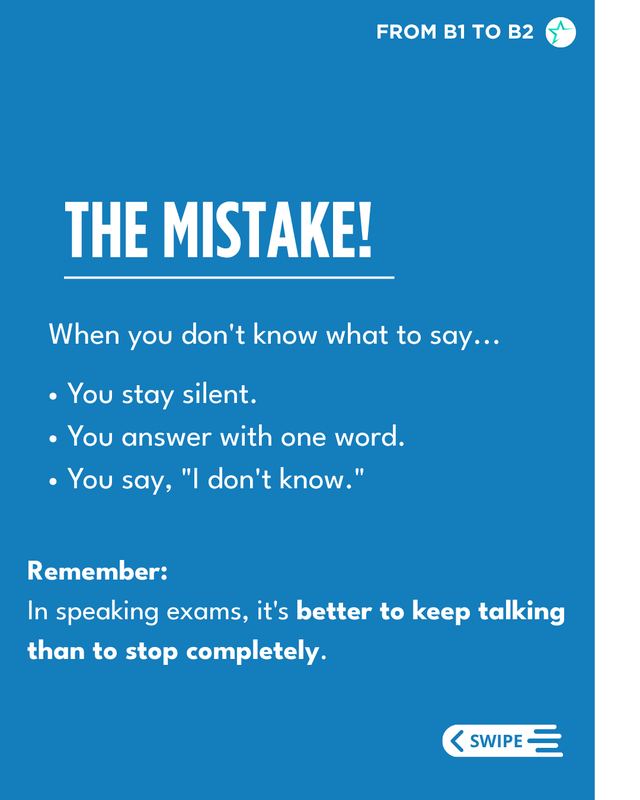 FROM B1 TO B2
THE MISTAKE!
When you don't know what to say...
• You stay silent.
• You answer with one word.
• You say, "I don't know."
Remember:
In speaking exams, it's better to keep talking
than to stop completely.
SWIPE